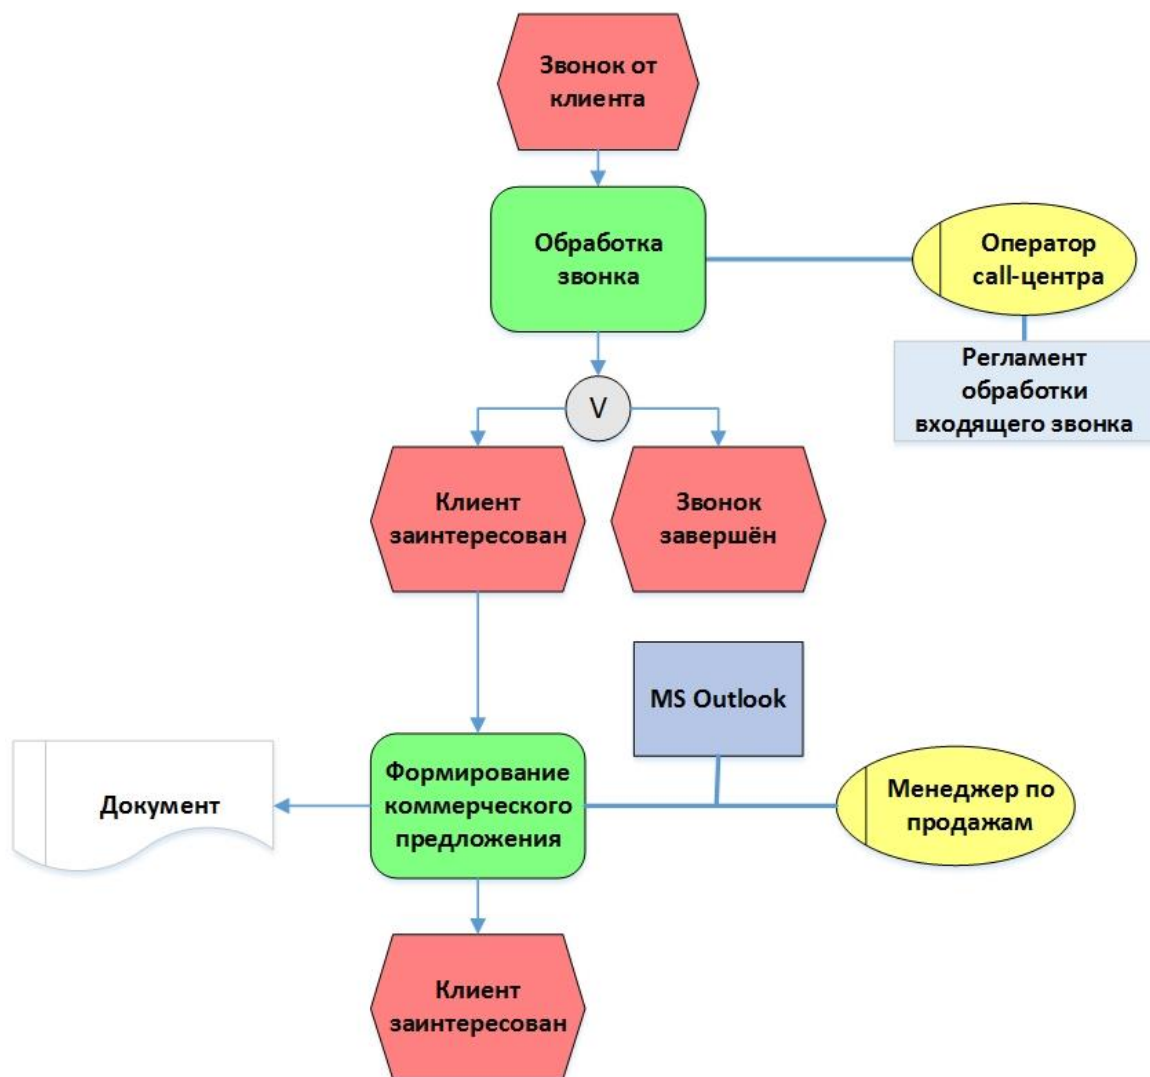 Звонок от
клиента
Обработка
звонка
Оператор
call-центра
Регламент
обработки
входящего звонка
V
Клиент
заинтересован
Звонок
завершён
MS Outlook
Документ
Формирование
коммерческого
предложения
Менеджер по
продажам
Клиент
заинтересован